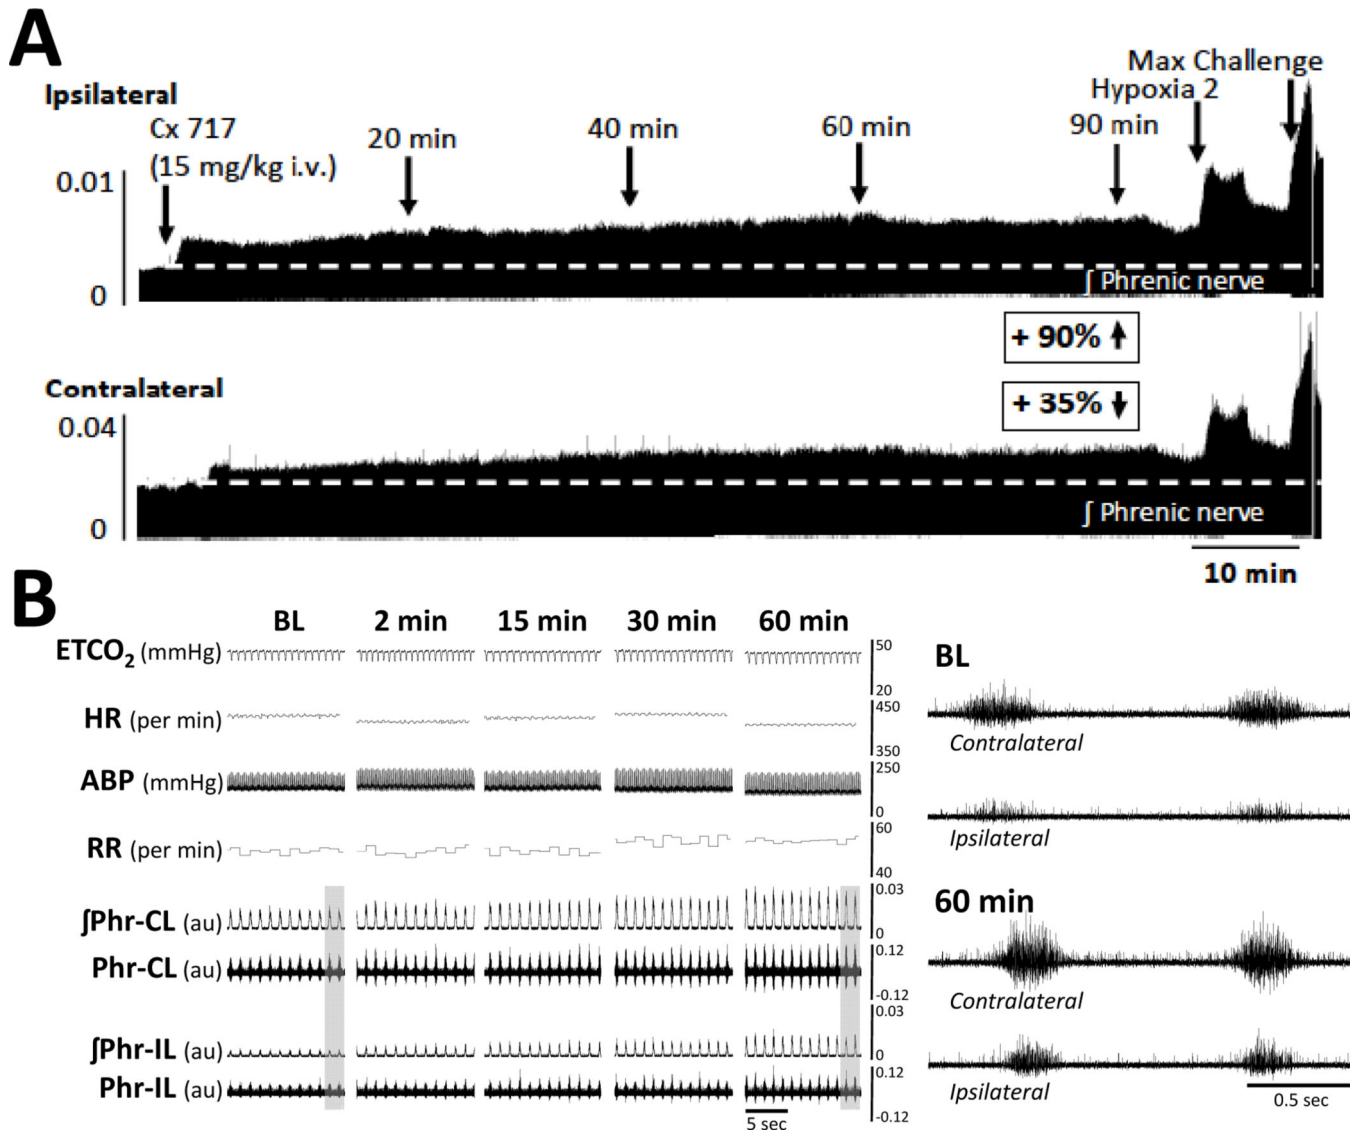 A
Ipsilateral
Cx 717
(15 mg/kg i.v.)
20 min
40 min
60 min
90 min
Hypoxia 2
Max Challenge
0.01
0
∫ Phrenic nerve
+ 90%
+ 35%
Contralateral
0.04
0
∫ Phrenic nerve
10 min
B
BL 2 min 15 min 30 min 60 min
ETCO₂ (mmHg)
50
20
HR (per min)
450
350
ABP (mmHg)
250
0
RR (per min)
60
40
∫Phr-CL (au)
0.03
0
Phr-CL (au)
0.12
-0.12
∫Phr-IL (au)
0.03
0
Phr-IL (au)
0.12
-0.12
5 sec
BL
Contralateral
Ipsilateral
60 min
Contralateral
Ipsilateral
0.5 sec